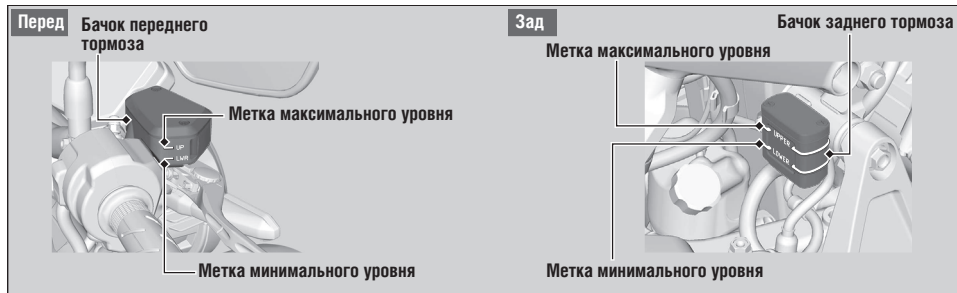 Перед
Бачок переднего
тормоза
Метка максимального уровня
UP
LWR
Метка минимального уровня
Зад
Бачок заднего тормоза
Метка максимального уровня
UPPER
LOWER
Метка минимального уровня